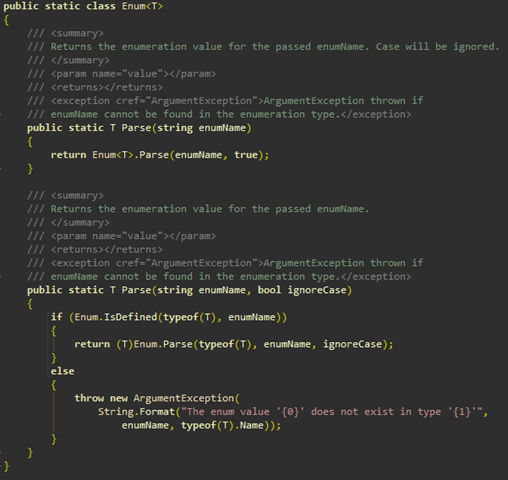 public static class Enum<T>
{
/// <summary>
/// Returns the enumeration value for the passed enumName. Case will be ignored.
/// </summary>
/// <param name="value"></param>
/// <returns></returns>
/// <exception cref="ArgumentException">ArgumentException thrown if
/// enumName cannot be found in the enumeration type.</exception>
public static T Parse(string enumName)
{
return Enum<T>.Parse(enumName, true);
}
/// <summary>
/// Returns the enumeration value for the passed enumName.
/// </summary>
/// <param name="value"></param>
/// <returns></returns>
/// <exception cref="ArgumentException">ArgumentException thrown if
/// enumName cannot be found in the enumeration type.</exception>
public static T Parse(string enumName, bool ignoreCase)
{
if (Enum.IsDefined(typeof(T), enumName))
{
return (T)Enum.Parse(typeof(T), enumName, ignoreCase);
}
else
{
throw new ArgumentException(
String.Format("The enum value '{0}' does not exist in type '{1}'",
enumName, typeof(T).Name));
}
}
}